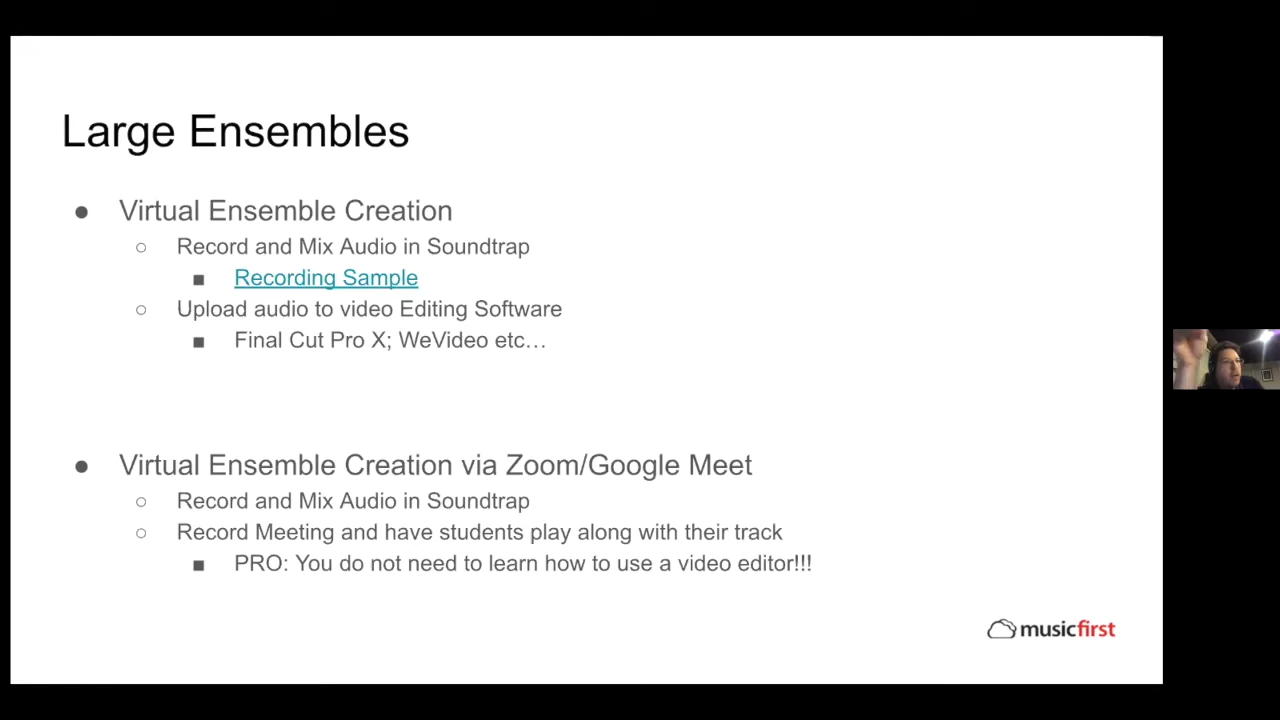 Large Ensembles
● Virtual Ensemble Creation
○ Record and Mix Audio in Soundtrap
■ Recording Sample
○ Upload audio to video Editing Software
■ Final Cut Pro X; WeVideo etc…
● Virtual Ensemble Creation via Zoom/Google Meet
○ Record and Mix Audio in Soundtrap
○ Record Meeting and have students play along with their track
■ PRO: You do not need to learn how to use a video editor!!!
musicfirst